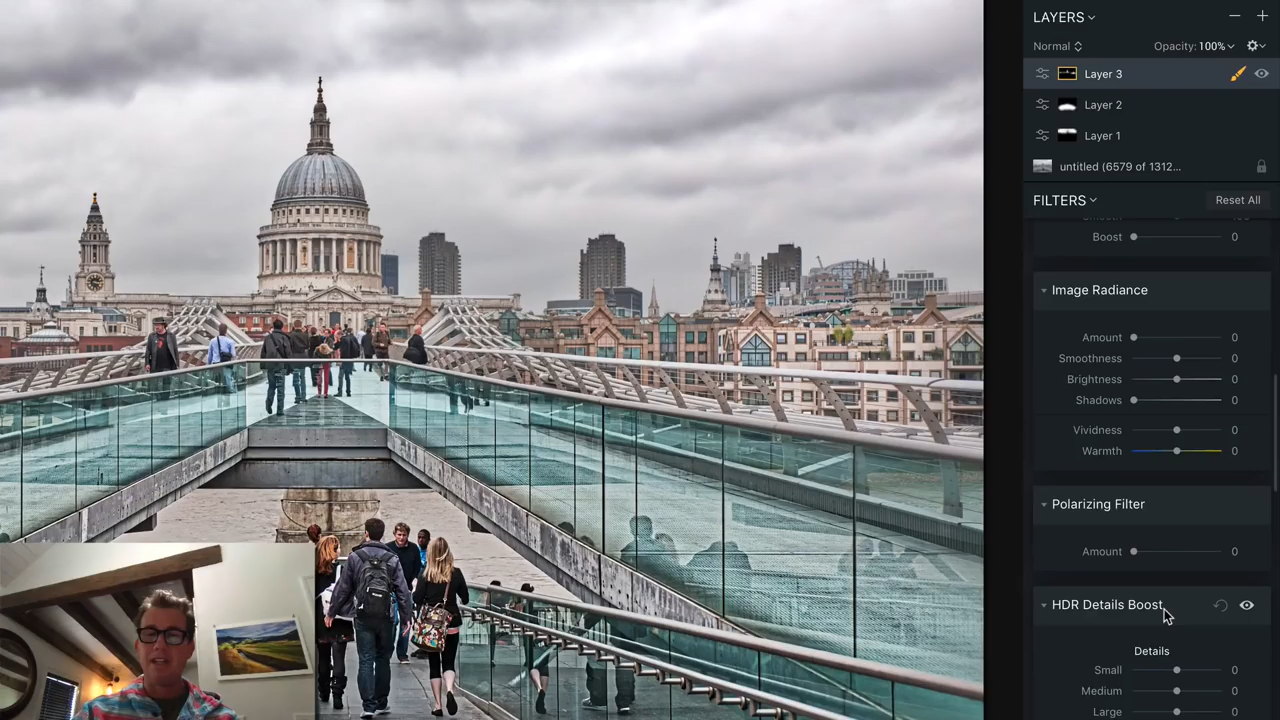 LAYERS
Normal Opacity: 100%
Layer 3
Layer 2
Layer 1
untitled (6579 of 1312...
FILTERS Reset All
Boost 0
Image Radiance
Amount 0
Smoothness 0
Brightness 0
Shadows 0
Vividness 0
Warmth 0
Polarizing Filter
Amount 0
HDR Details Boost
Details
Small 0
Medium 0
Large 0